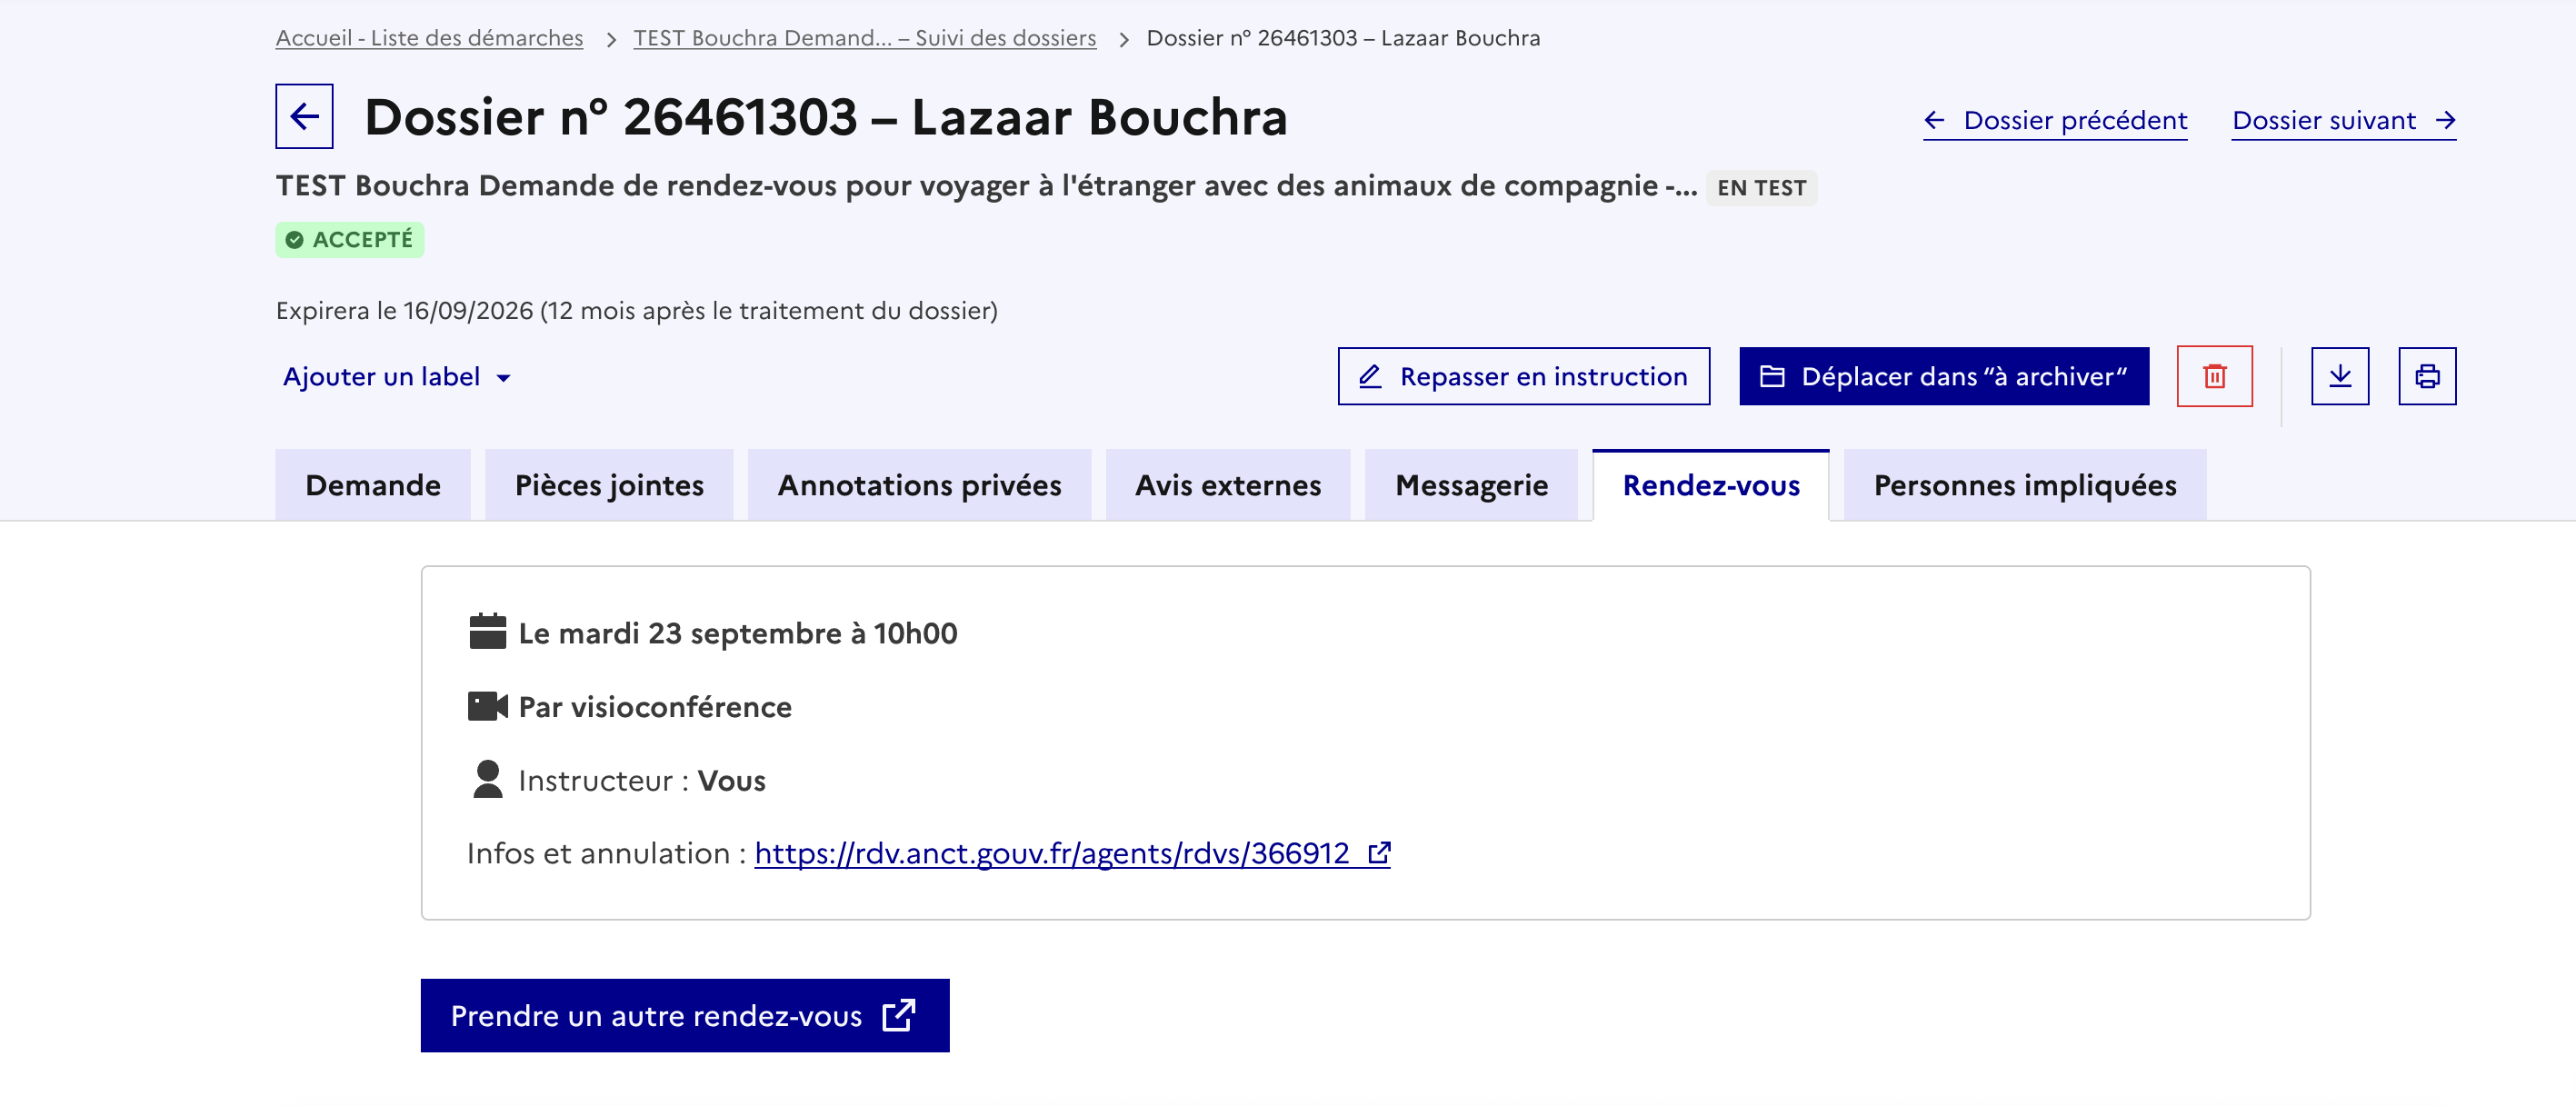 Accueil - Liste des démarches > TEST Bouchra Demand... – Suivi des dossiers > Dossier nº 26461303 – Lazaar Bouchra
Dossier nº 26461303 – Lazaar Bouchra
← Dossier précédent
Dossier suivant →
TEST Bouchra Demande de rendez-vous pour voyager à l'étranger avec des animaux de compagnie -... EN TEST
ACCEPTÉ
Expirera le 16/09/2026 (12 mois après le traitement du dossier)
Ajouter un label
Repasser en instruction
Déplacer dans “à archiver“
Demande
Pièces jointes
Annotations privées
Avis externes
Messagerie
Rendez-vous
Personnes impliquées
Le mardi 23 septembre à 10h00
Par visioconférence
Instructeur : Vous
Infos et annulation : https://rdv.anct.gouv.fr/agents/rdvs/366912
Prendre un autre rendez-vous